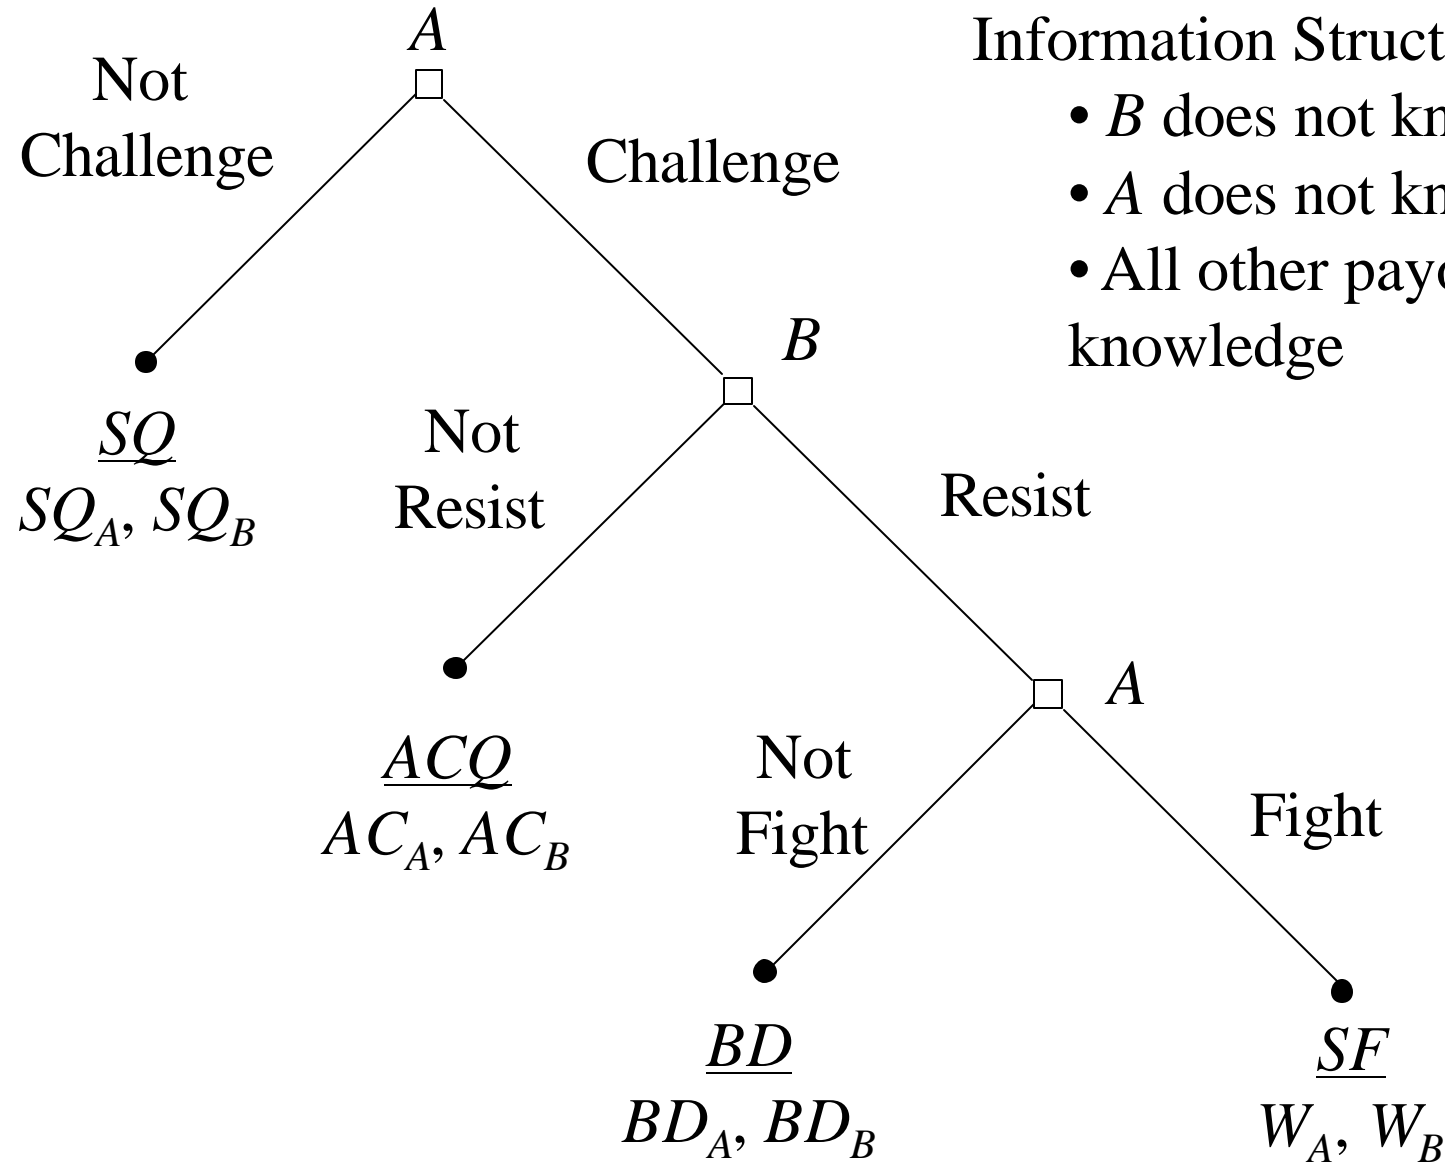 A
Not
Challenge
Challenge
Information Struct
• B does not kn
• A does not kn
• All other payo
knowledge
B
SQ
SQA, SQB
Not
Resist
Resist
A
ACQ
ACA, ACB
Not
Fight
Fight
BD
BDA, BDB
SF
WA, WB